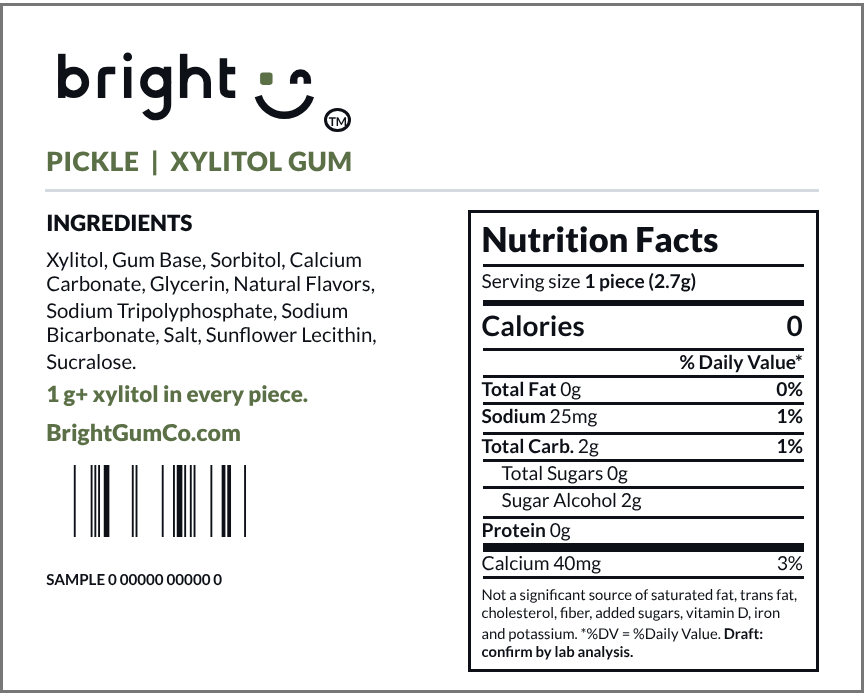 bright
TM
PICKLE | XYLITOL GUM
INGREDIENTS
Xylitol, Gum Base, Sorbitol, Calcium
Carbonate, Glycerin, Natural Flavors,
Sodium Tripolyphosphate, Sodium
Bicarbonate, Salt, Sunflower Lecithin,
Sucralose.
1 g+ xylitol in every piece.
BrightGumCo.com
SAMPLE 0 00000 00000 0
Nutrition Facts
Serving size 1 piece (2.7g)
Calories 0
% Daily Value*
Total Fat 0g 0%
Sodium 25mg 1%
Total Carb. 2g 1%
Total Sugars 0g
Sugar Alcohol 2g
Protein 0g
Calcium 40mg 3%
Not a significant source of saturated fat, trans fat,
cholesterol, fiber, added sugars, vitamin D, iron
and potassium. *%DV = %Daily Value. Draft:
confirm by lab analysis.